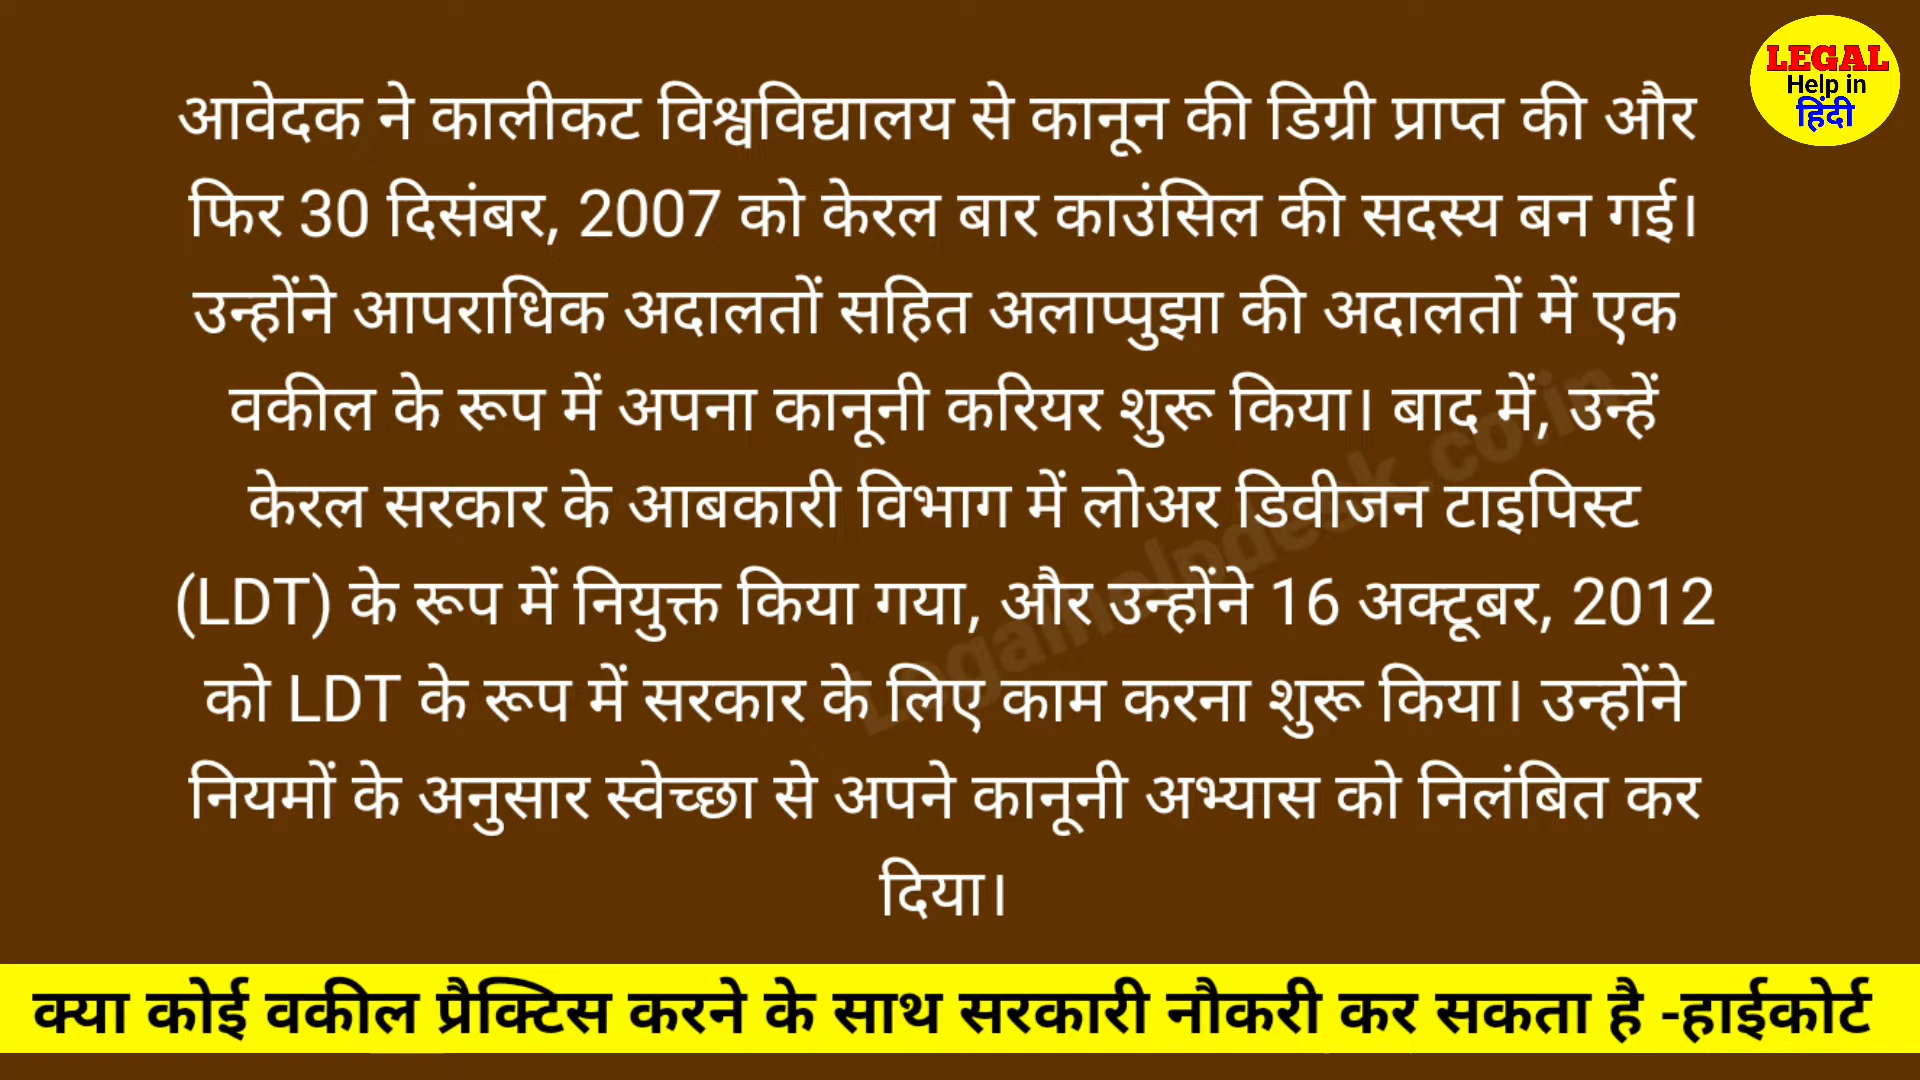 LEGAL
Help in
हिंदी
आवेदक ने कालीकट विश्वविद्यालय से कानून की डिग्री प्राप्त की और
फिर 30 दिसंबर, 2007 को केरल बार काउंसिल की सदस्य बन गई।
उन्होंने आपराधिक अदालतों सहित अलाप्पुझा की अदालतों में एक
वकील के रूप में अपना कानूनी करियर शुरू किया। बाद में, उन्हें
केरल सरकार के आबकारी विभाग में लोअर डिवीजन टाइपिस्ट
(LDT) के रूप में नियुक्त किया गया, और उन्होंने 16 अक्टूबर, 2012
को LDT के रूप में सरकार के लिए काम करना शुरू किया। उन्होंने
नियमों के अनुसार स्वेच्छा से अपने कानूनी अभ्यास को निलंबित कर
दिया।
Legalhelpdesk.co.in
क्या कोई वकील प्रैक्टिस करने के साथ सरकारी नौकरी कर सकता है -हाईकोर्ट